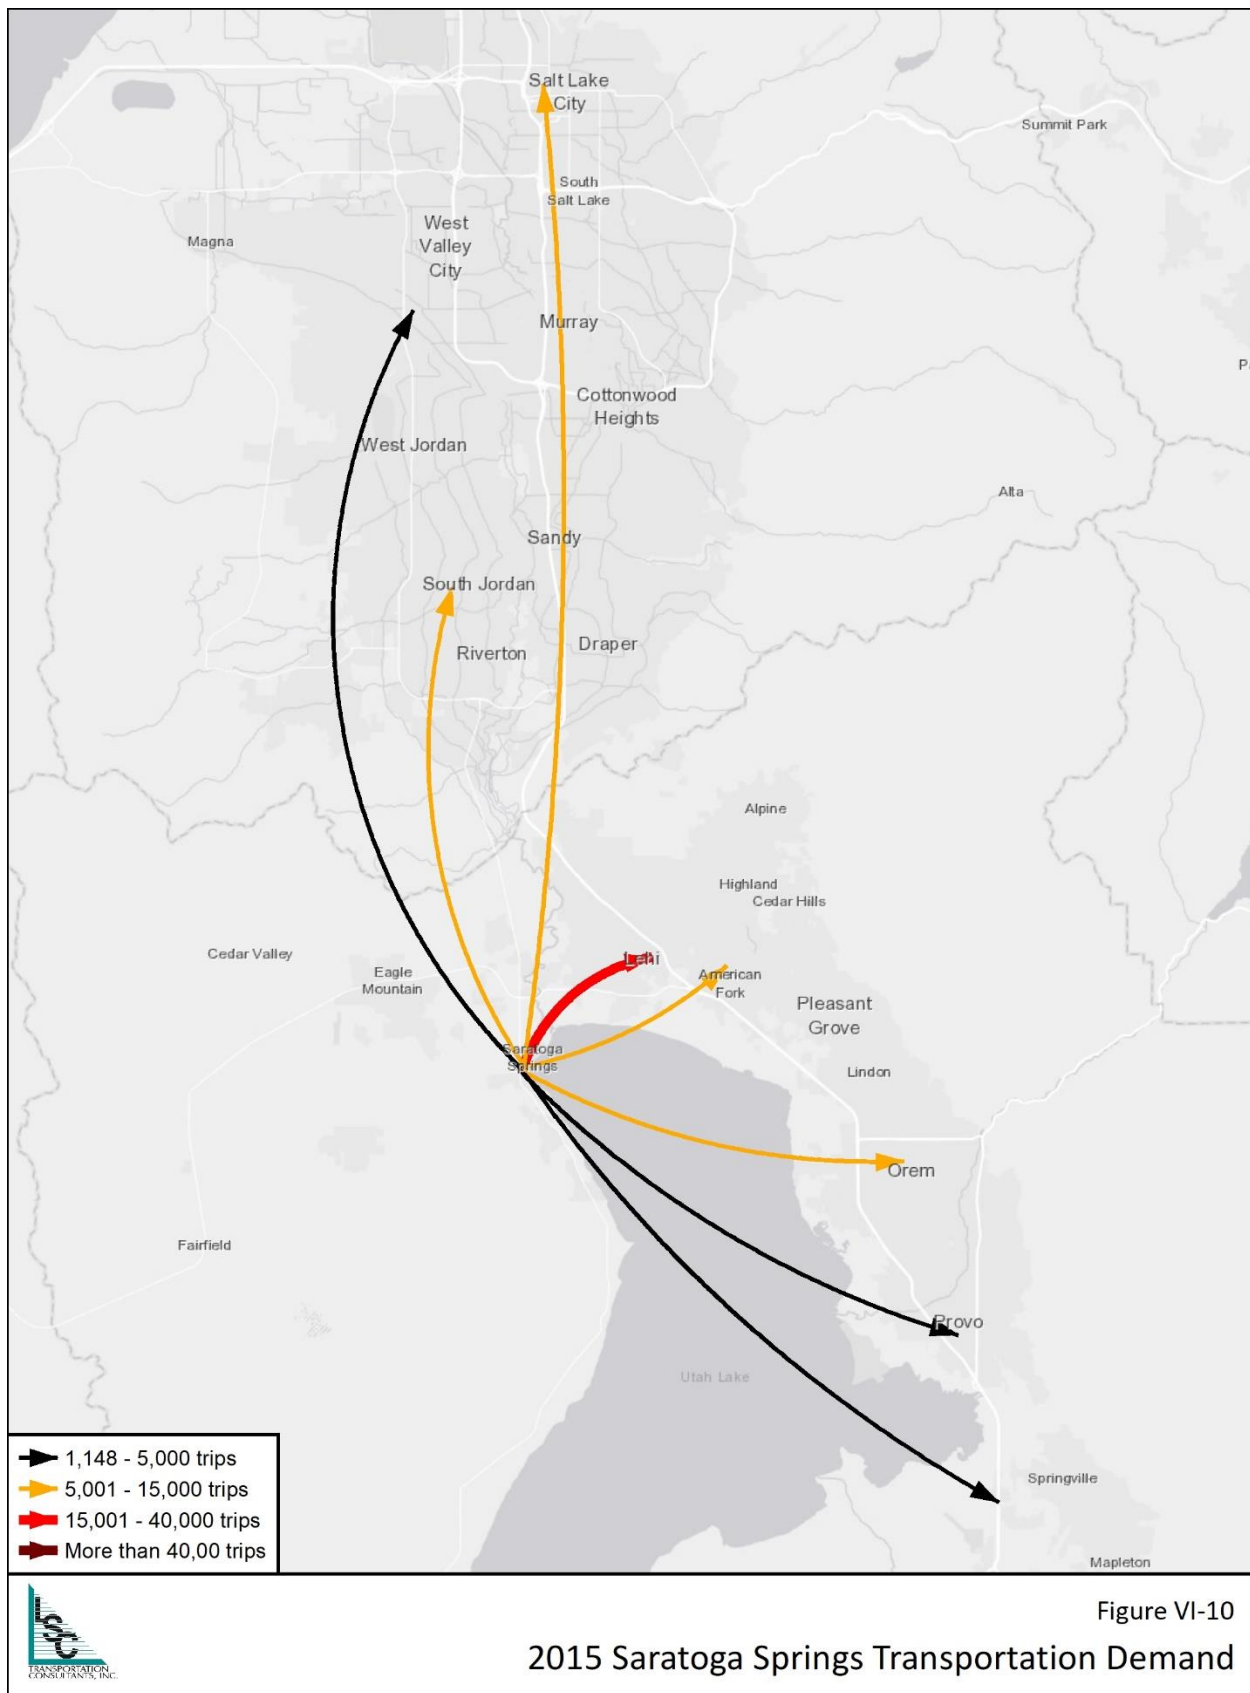 Salt Lake
City
Summit Park
South
Salt Lake
West
Valley
City
Magna
Murray
Cottonwood
Heights
West Jordan
Alta
Sandy
South Jordan
Draper
Riverton
Alpine
Highland
Cedar Hills
Cedar Valley
Lehi
Eagle
Mountain
American
Fork
Pleasant
Grove
Saratoga
Springs
Lindon
Orem
Fairfield
Provo
Utah Lake
Springville
Mapleton
1,148 - 5,000 trips
5,001 - 15,000 trips
15,001 - 40,000 trips
More than 40,00 trips
LSC
TRANSPORTATION
CONSULTANTS, INC.
Figure VI-10
2015 Saratoga Springs Transportation Demand